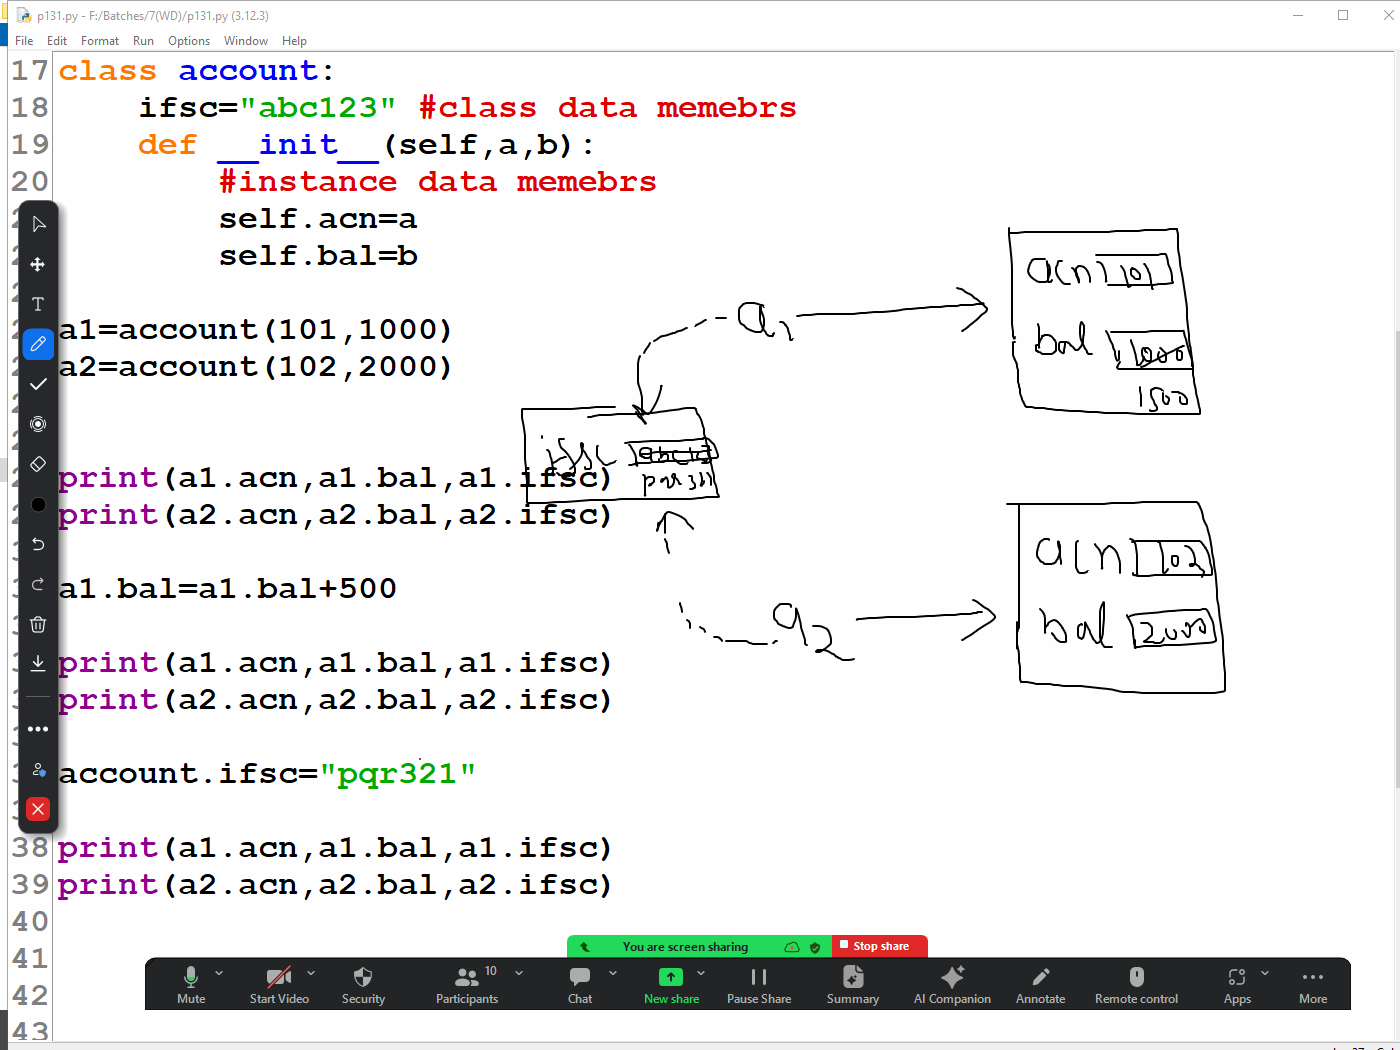 p131.py - F:/Batches/7(WD)/p131.py (3.12.3)
File Edit Format Run Options Window Help
17 class account:
18 ifsc="abc123" #class data memebrs
19 def __init__(self,a,b):
20 #instance data memebrs
self.acn=a
self.bal=b
a1=account(101,1000)
a2=account(102,2000)
print(a1.acn,a1.bal,a1.ifsc)
print(a2.acn,a2.bal,a2.ifsc)
a1.bal=a1.bal+500
print(a1.acn,a1.bal,a1.ifsc)
print(a2.acn,a2.bal,a2.ifsc)
account.ifsc="pqr321"
38 print(a1.acn,a1.bal,a1.ifsc)
39 print(a2.acn,a2.bal,a2.ifsc)
40
41
42
43
a1
acn 101
bal 1000
1500
ifsc abc123
pqr321
a2
acn 102
bal 2000
T
You are screen sharing Stop share
Mute Start Video Security Participants 10 Chat New share Pause Share Summary AI Companion Annotate Remote control Apps More